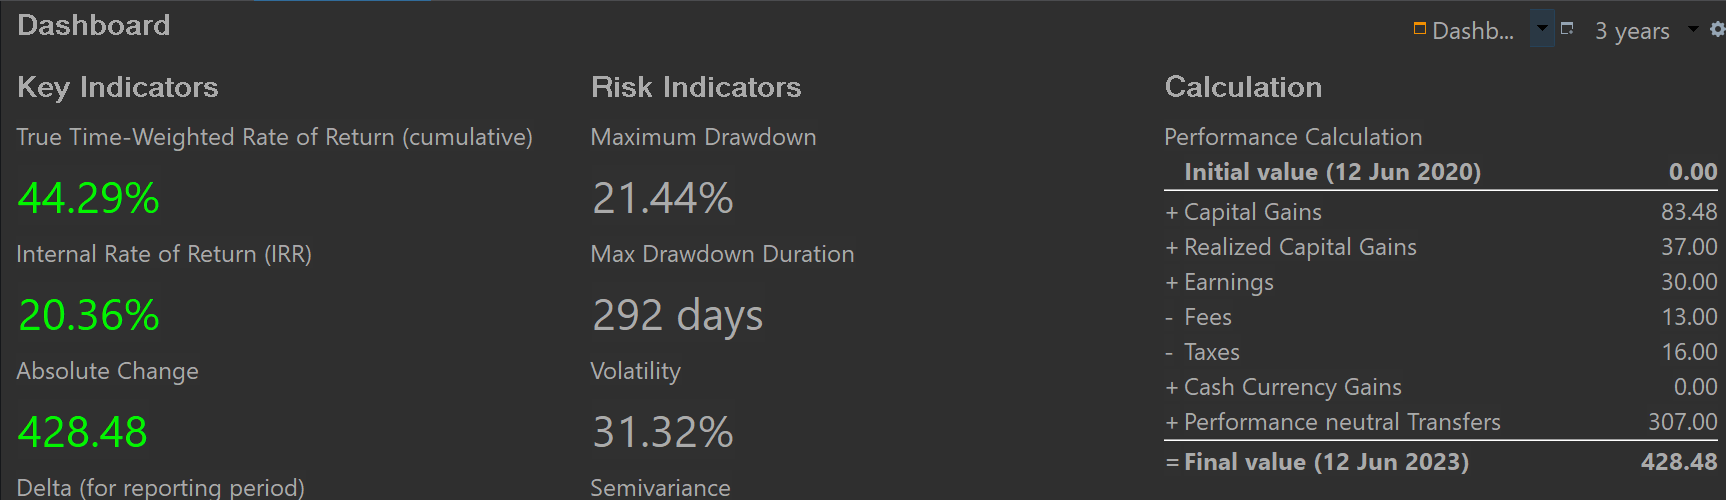 Dashboard
Dashb...
3 years
Key Indicators
True Time-Weighted Rate of Return (cumulative)
44.29%
Internal Rate of Return (IRR)
20.36%
Absolute Change
428.48
Delta (for reporting period)
Risk Indicators
Maximum Drawdown
21.44%
Max Drawdown Duration
292 days
Volatility
31.32%
Semivariance
Calculation
Performance Calculation
Initial value (12 Jun 2020) 0.00
+ Capital Gains 83.48
+ Realized Capital Gains 37.00
+ Earnings 30.00
- Fees 13.00
- Taxes 16.00
+ Cash Currency Gains 0.00
+ Performance neutral Transfers 307.00
= Final value (12 Jun 2023) 428.48